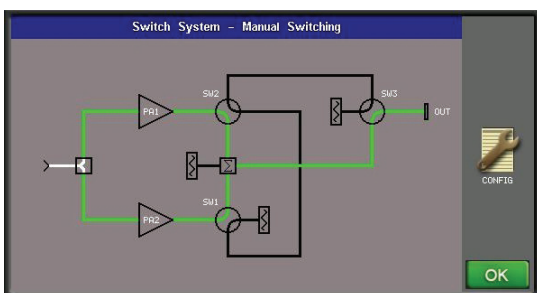 Switch System - Manual Switching
SW2
SW3
PA1
OUT
Σ
CONFIG
SW1
PA2
OK